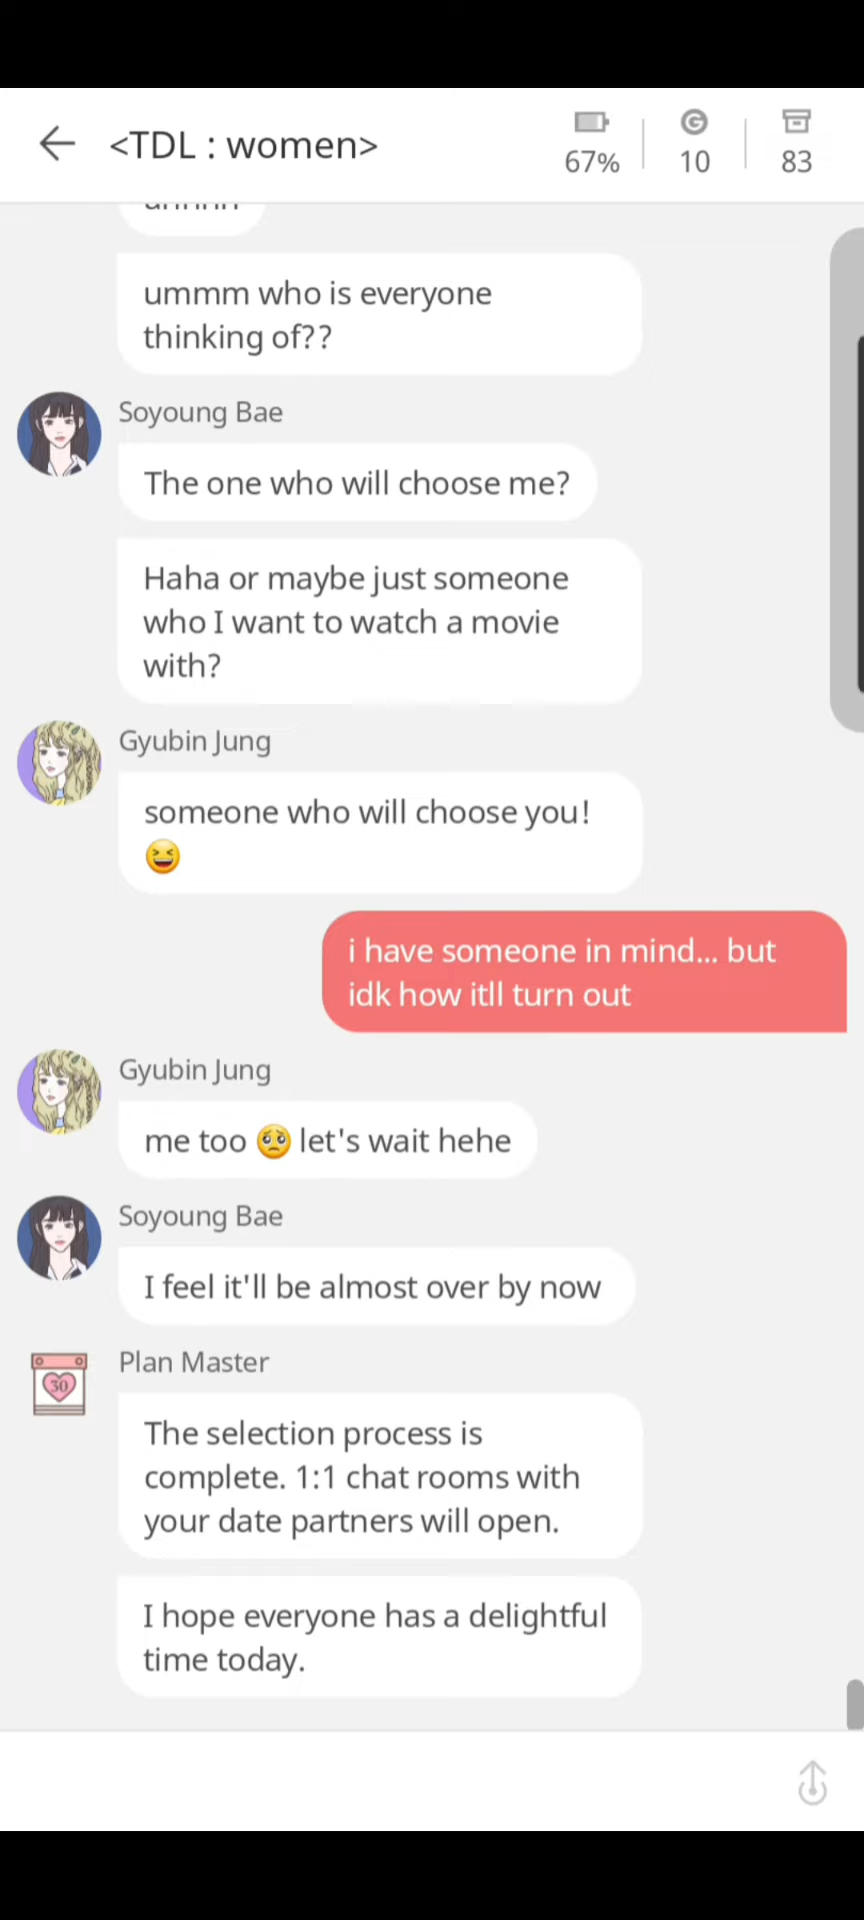 <TDL : women>
67%
10
83
ummm who is everyone
thinking of??
Soyoung Bae
The one who will choose me?
Haha or maybe just someone
who I want to watch a movie
with?
Gyubin Jung
someone who will choose you!
😆
i have someone in mind... but
idk how itll turn out
Gyubin Jung
me too 🥺 let's wait hehe
Soyoung Bae
I feel it'll be almost over by now
Plan Master
30
The selection process is
complete. 1:1 chat rooms with
your date partners will open.
I hope everyone has a delightful
time today.